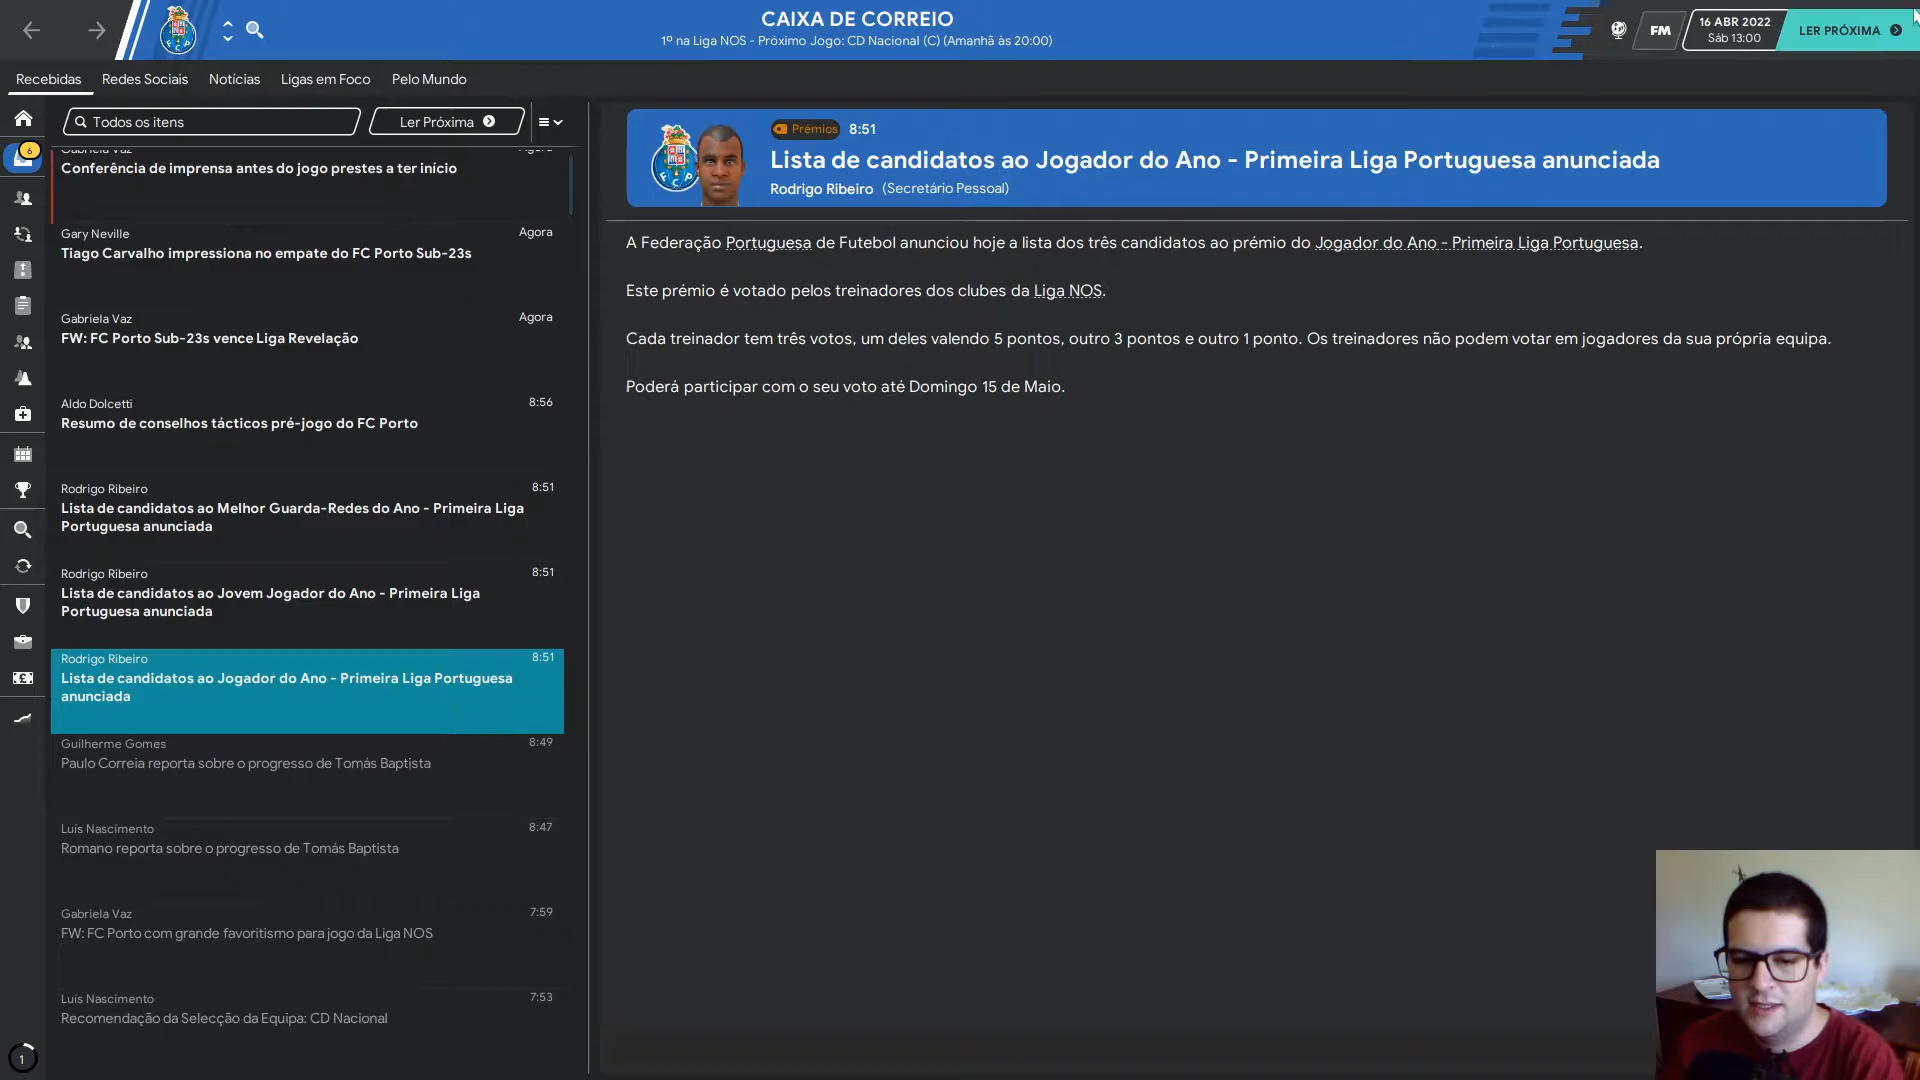 CAIXA DE CORREIO
1º na Liga NOS - Próximo Jogo: CD Nacional (C) (Amanhã às 20:00)
FM
16 ABR 2022
Sáb 13:00
LER PRÓXIMA
Recebidas
Redes Sociais
Notícias
Ligas em Foco
Pelo Mundo
Todos os itens
Ler Próxima
6
Gabriela Vaz
Agora
Conferência de imprensa antes do jogo prestes a ter início
Gary Neville
Agora
Tiago Carvalho impressiona no empate do FC Porto Sub-23s
Gabriela Vaz
Agora
FW: FC Porto Sub-23s vence Liga Revelação
Aldo Dolcetti
8:56
Resumo de conselhos tácticos pré-jogo do FC Porto
Rodrigo Ribeiro
8:51
Lista de candidatos ao Melhor Guarda-Redes do Ano - Primeira Liga
Portuguesa anunciada
Rodrigo Ribeiro
8:51
Lista de candidatos ao Jovem Jogador do Ano - Primeira Liga
Portuguesa anunciada
Rodrigo Ribeiro
8:51
Lista de candidatos ao Jogador do Ano - Primeira Liga Portuguesa
anunciada
Guilherme Gomes
8:49
Paulo Correia reporta sobre o progresso de Tomás Baptista
Luís Nascimento
8:47
Romano reporta sobre o progresso de Tomás Baptista
Gabriela Vaz
7:59
FW: FC Porto com grande favoritismo para jogo da Liga NOS
Luís Nascimento
7:53
Recomendação da Selecção da Equipa: CD Nacional
1
Prémios 8:51
Lista de candidatos ao Jogador do Ano - Primeira Liga Portuguesa anunciada
Rodrigo Ribeiro (Secretário Pessoal)
A Federação Portuguesa de Futebol anunciou hoje a lista dos três candidatos ao prémio do Jogador do Ano - Primeira Liga Portuguesa.
Este prémio é votado pelos treinadores dos clubes da Liga NOS.
Cada treinador tem três votos, um deles valendo 5 pontos, outro 3 pontos e outro 1 ponto. Os treinadores não podem votar em jogadores da sua própria equipa.
Poderá participar com o seu voto até Domingo 15 de Maio.